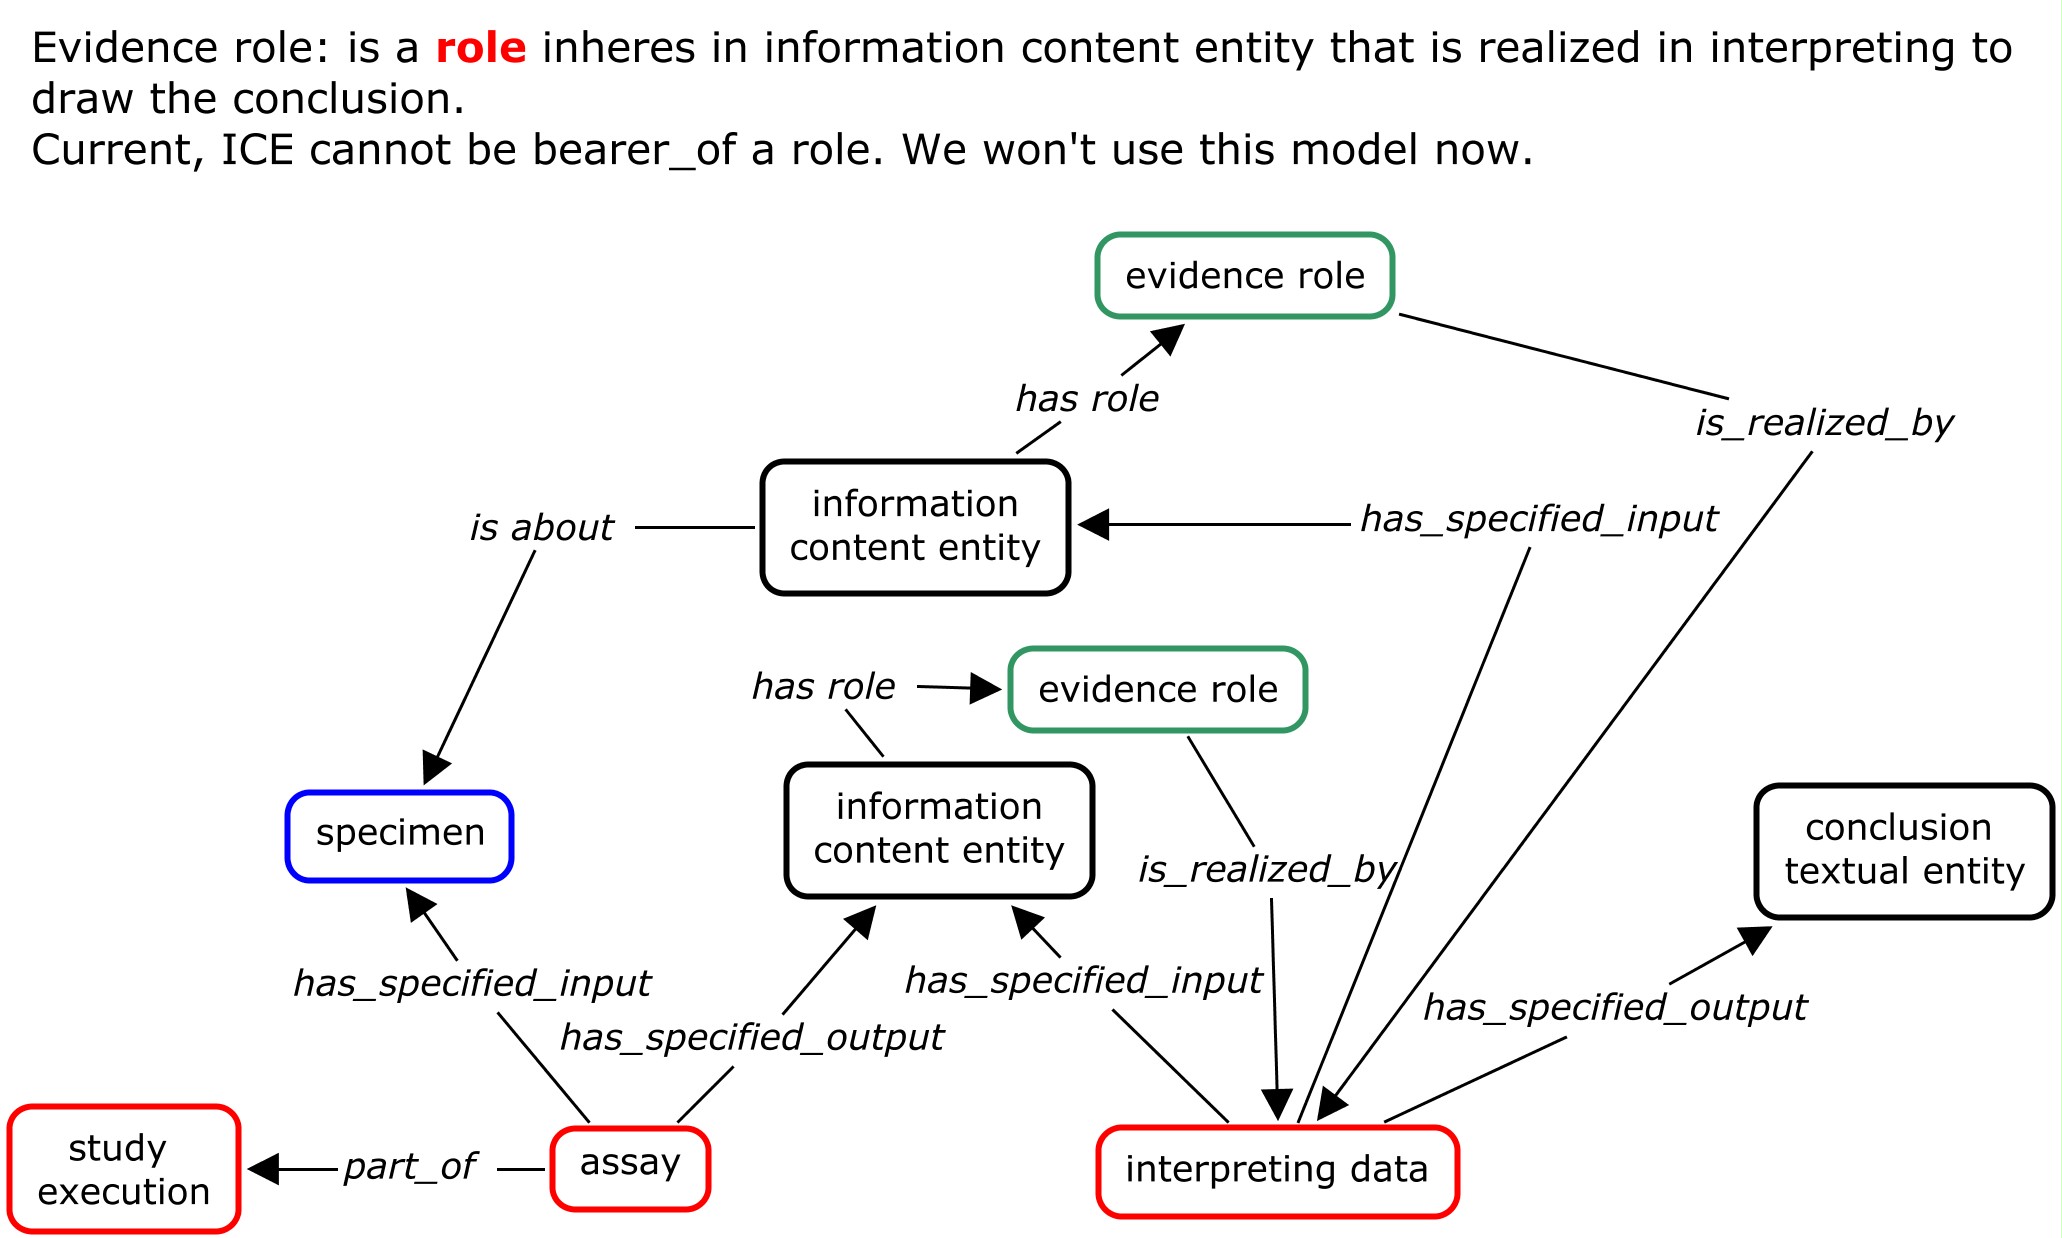 Evidence role: is a role inheres in information content entity that is realized in interpreting to
draw the conclusion.
Current, ICE cannot be bearer_of a role. We won't use this model now.
evidence role
has role
is_realized_by
information
content entity
is about
has_specified_input
has role
evidence role
information
content entity
specimen
is_realized_by
conclusion
textual entity
has_specified_input
has_specified_output
has_specified_input
has_specified_output
study
execution
part_of
assay
interpreting data